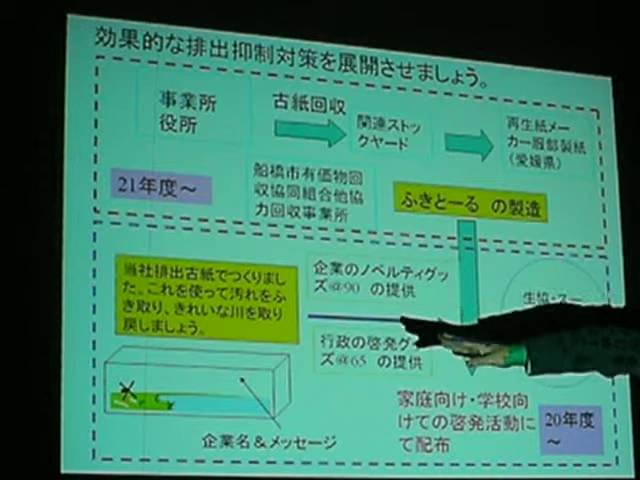 効果的な排出抑制対策を展開させましょう。
事業所
役所
古紙回収
関連ストッ
クヤード
再生紙メー
カー服部製紙
(愛媛県)
21年度～
船橋市有価物回
収協同組合他協
力回収事業所
ふきとーる の製造
当社排出古紙でつくりまし
た。これを使って汚れをふ
き取り、きれいな川を取り
戻しましょう。
企業のノベルティグッ
ズ@90 の提供
生協・スー
行政の啓発グッ
ズ@65 の提供
企業名＆メッセージ
家庭向け・学校向
けての啓発活動に
て配布
20年度
～